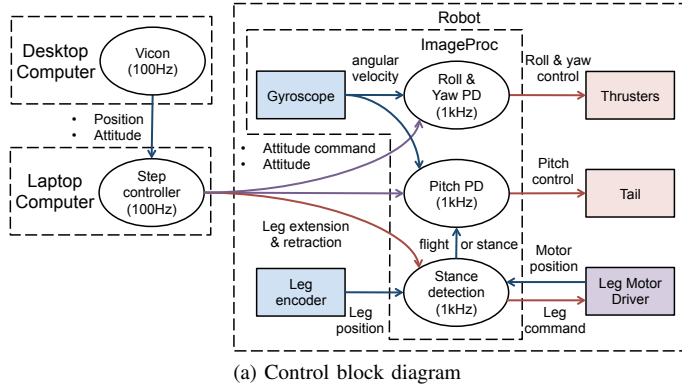 Robot
ImageProc
Desktop
Computer
Vicon
(100Hz)
• Position
• Attitude
Laptop
Computer
Step
controller
(100Hz)
Gyroscope
angular
velocity
Roll &
Yaw PD
(1kHz)
Roll & yaw
control
Thrusters
• Attitude command
• Attitude
Pitch PD
(1kHz)
Pitch
control
Tail
Leg extension
& retraction
flight or stance
Leg
encoder
Leg
position
Stance
detection
(1kHz)
Motor
position
Leg
command
Leg Motor
Driver
(a) Control block diagram